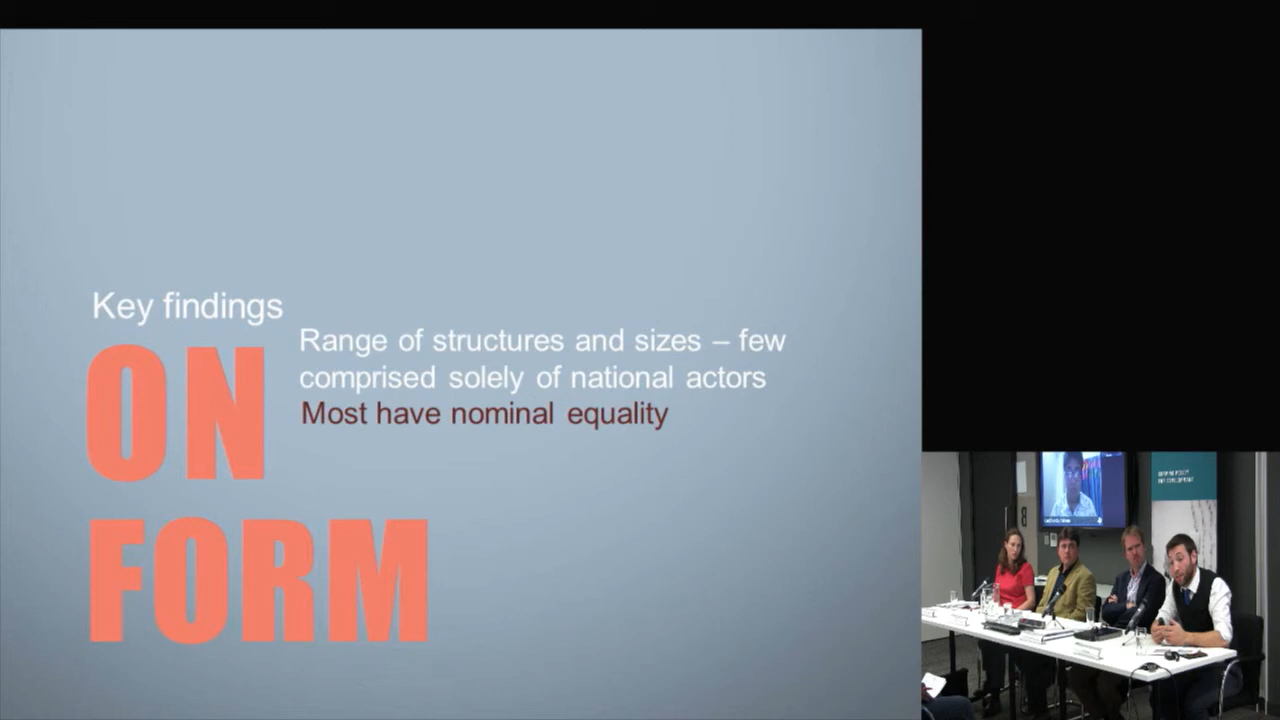 Key findings
Range of structures and sizes – few
comprised solely of national actors
Most have nominal equality
ON
FORM